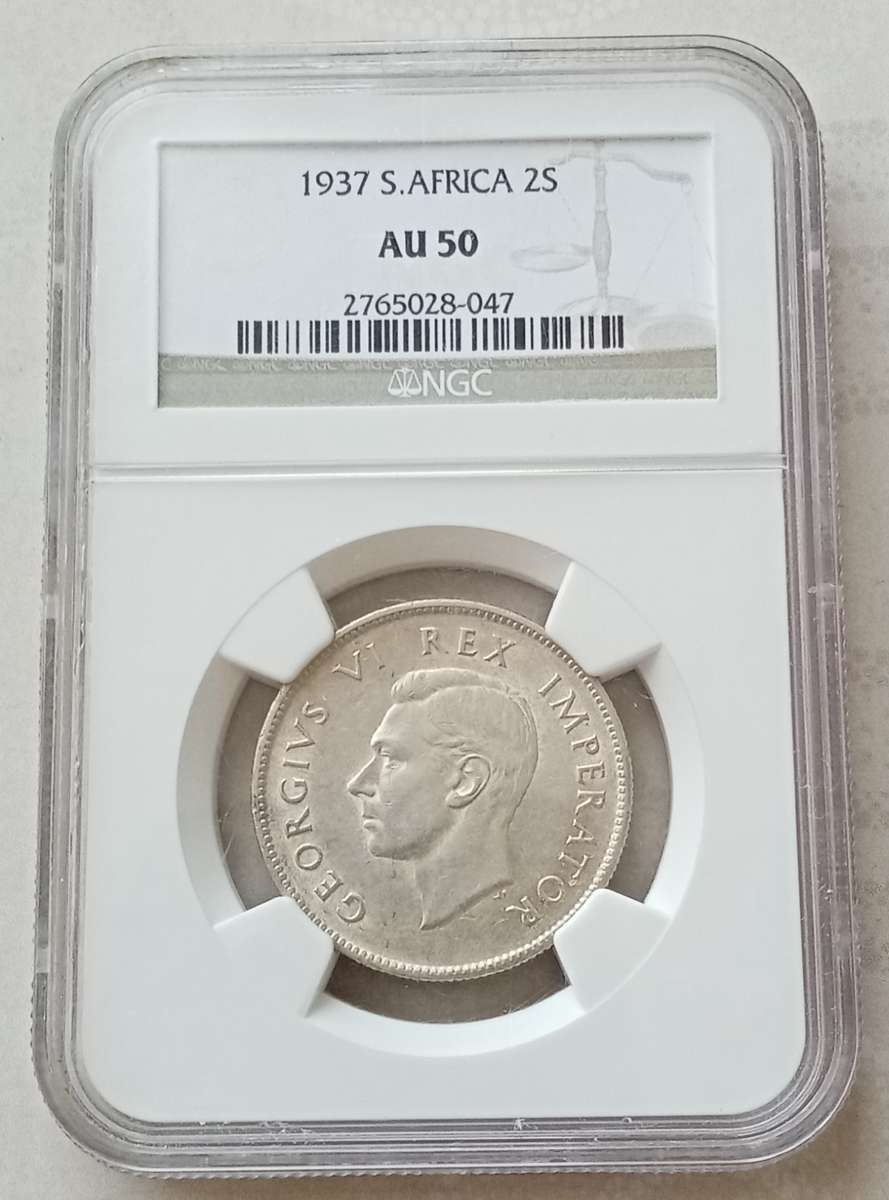 1937 S.AFRICA 2S
AU 50
2765028-047
NGC
GEORGIVS VI REX IMPERATOR